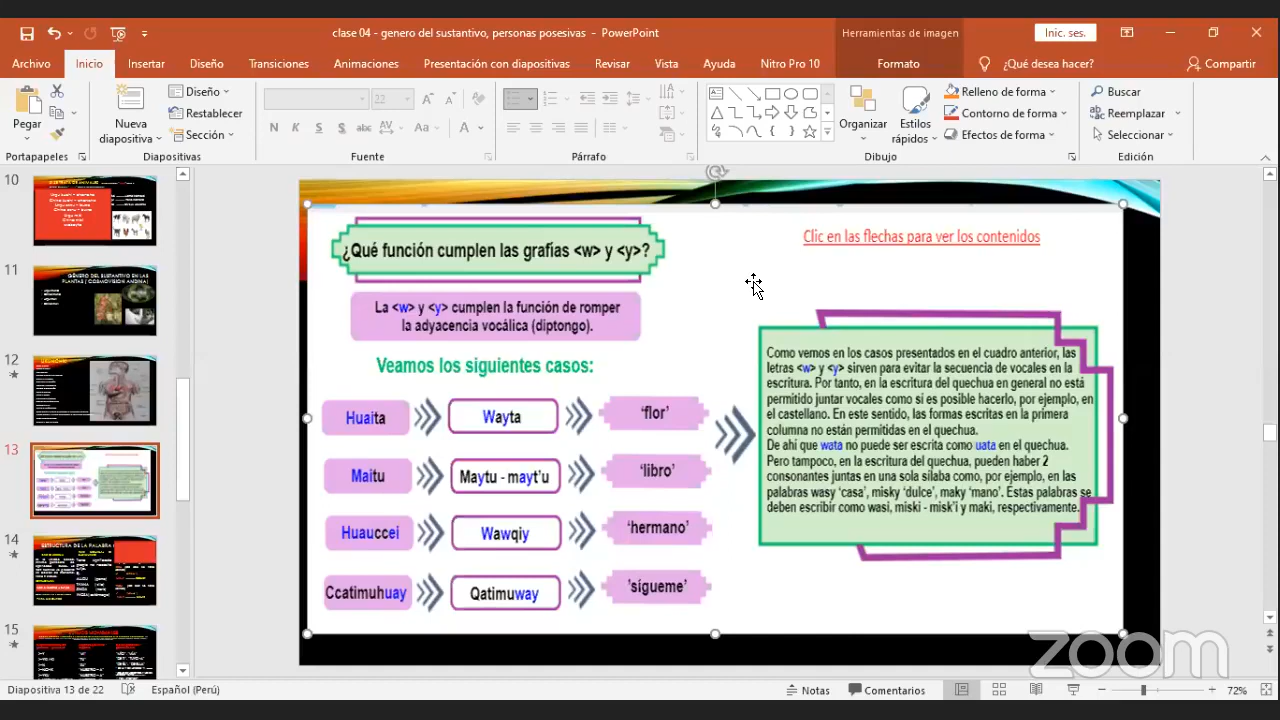 clase 04 - genero del sustantivo, personas posesivas - PowerPoint
Herramientas de imagen
Inic. ses.
Archivo Inicio Insertar Diseño Transiciones Animaciones Presentación con diapositivas Revisar Vista Ayuda Nitro Pro 10 Formato ¿Qué desea hacer? Compartir
Pegar
Nueva diapositiva
Diseño
Restablecer
Sección
22
N K S S abc AV Aa A
Organizar
Estilos rápidos
Relleno de forma
Contorno de forma
Efectos de forma
Buscar
Reemplazar
Seleccionar
Portapapeles Diapositivas Fuente Párrafo Dibujo Edición
10
11
12
13
14
15
¿Qué función cumplen las grafías <w> y <y>?
La <w> y <y> cumplen la función de romper
la adyacencia vocálica (diptongo).
Veamos los siguientes casos:
Huaita Wayta 'flor'
Maitu Maytu - mayt'u 'libro'
Huauccei Wawqiy 'hermano'
Ccatimuhuay Qatimuway 'sígueme'
Clic en las flechas para ver los contenidos
Como vemos en los casos presentados en el cuadro anterior, las
letras <w> y <y> sirven para evitar la secuencia de vocales en la
escritura. Por tanto, en la escritura del quechua en general no está
permitido juntar vocales como sí es posible hacerlo, por ejemplo, en
el castellano. En este sentido, las formas escritas en la primera
columna no están permitidas en el quechua.
De ahí que wata no puede ser escrita como uata en el quechua.
Pero tampoco, en la escritura del quechua, pueden haber 2
consonantes juntas en una sola sílaba como, por ejemplo, en las
palabras wasy 'casa', misky 'dulce', maky 'mano'. Estas palabras se
deben escribir como wasi, miski - misk'i y maki, respectivamente.
zoom
Diapositiva 13 de 22 Español (Perú) Notas Comentarios 72%